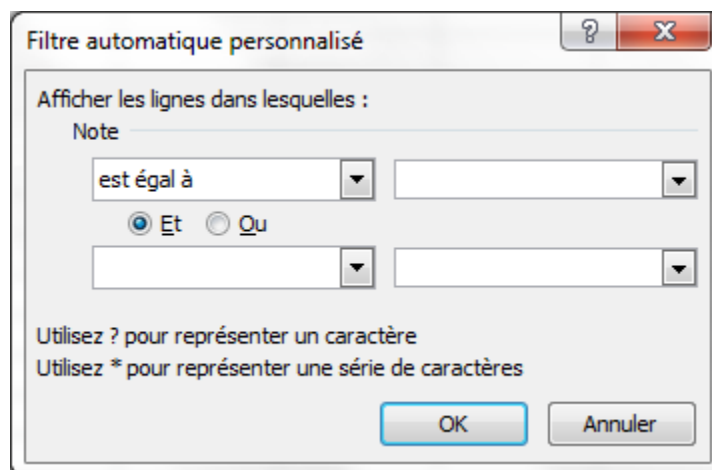 Filtre automatique personnalisé
Afficher les lignes dans lesquelles :
Note
est égal à
Et Ou
Utilisez ? pour représenter un caractère
Utilisez * pour représenter une série de caractères
OK Annuler